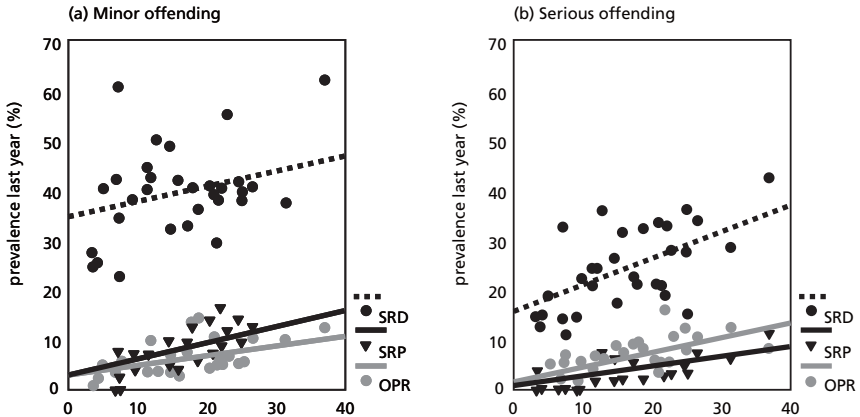 (a) Minor offending
prevalence last year (%)
70
60
50
40
30
20
10
0
0 10 20 30 40
SRD
SRP
OPR
(b) Serious offending
prevalence last year (%)
70
60
50
40
30
20
10
0
0 10 20 30 40
SRD
SRP
OPR